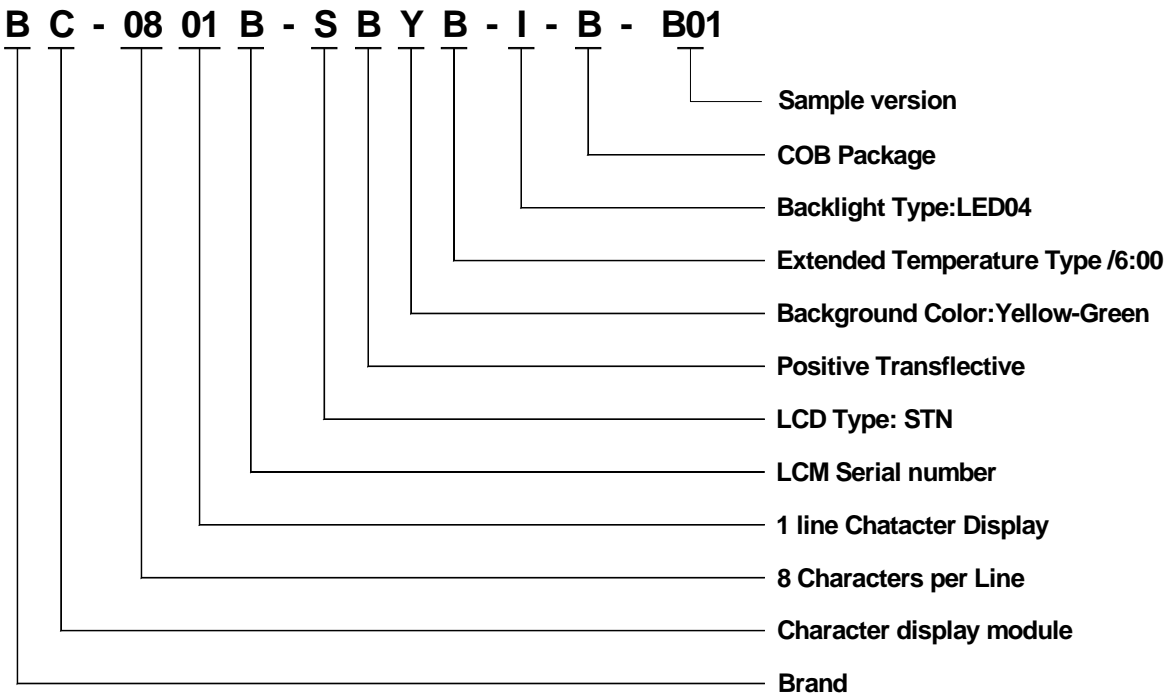 B C - 08 01 B - S B Y B - I - B - B01
Sample version
COB Package
Backlight Type:LED04
Extended Temperature Type /6:00
Background Color:Yellow-Green
Positive Transflective
LCD Type: STN
LCM Serial number
1 line Chatacter Display
8 Characters per Line
Character display module
Brand